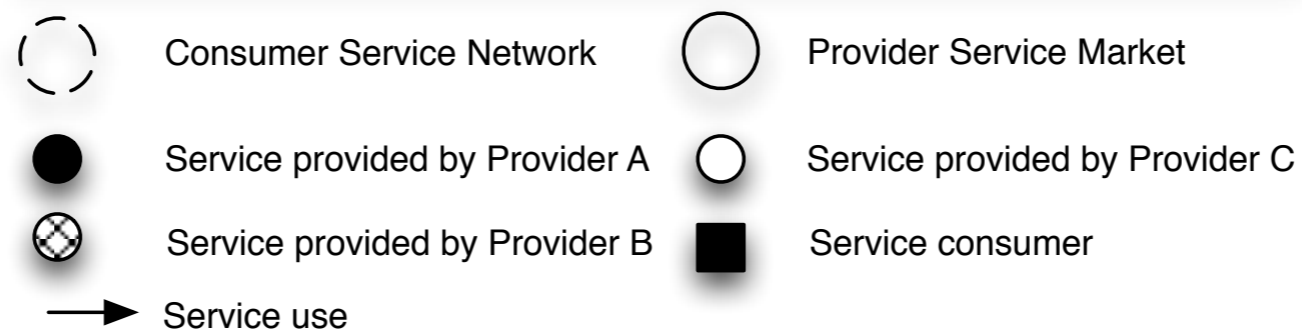 Consumer Service Network
Provider Service Market
Service provided by Provider A
Service provided by Provider C
Service provided by Provider B
Service consumer
Service use